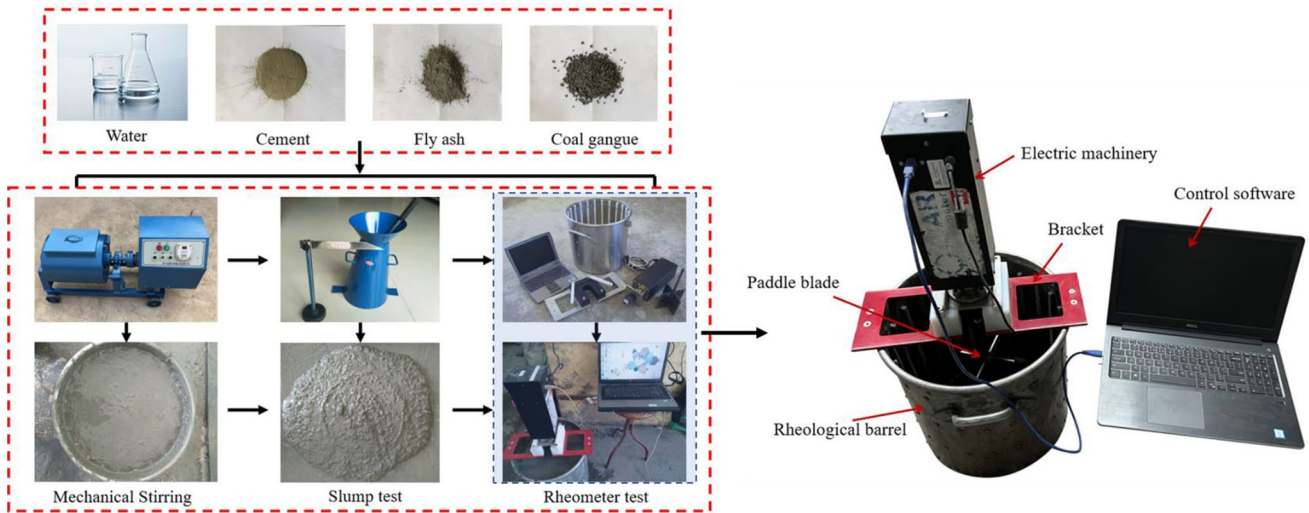 Water
Cement
Fly ash
Coal gangue
Mechanical Stirring
Slump test
Rheometer test
Electric machinery
Control software
Bracket
Paddle blade
Rheological barrel
DELL